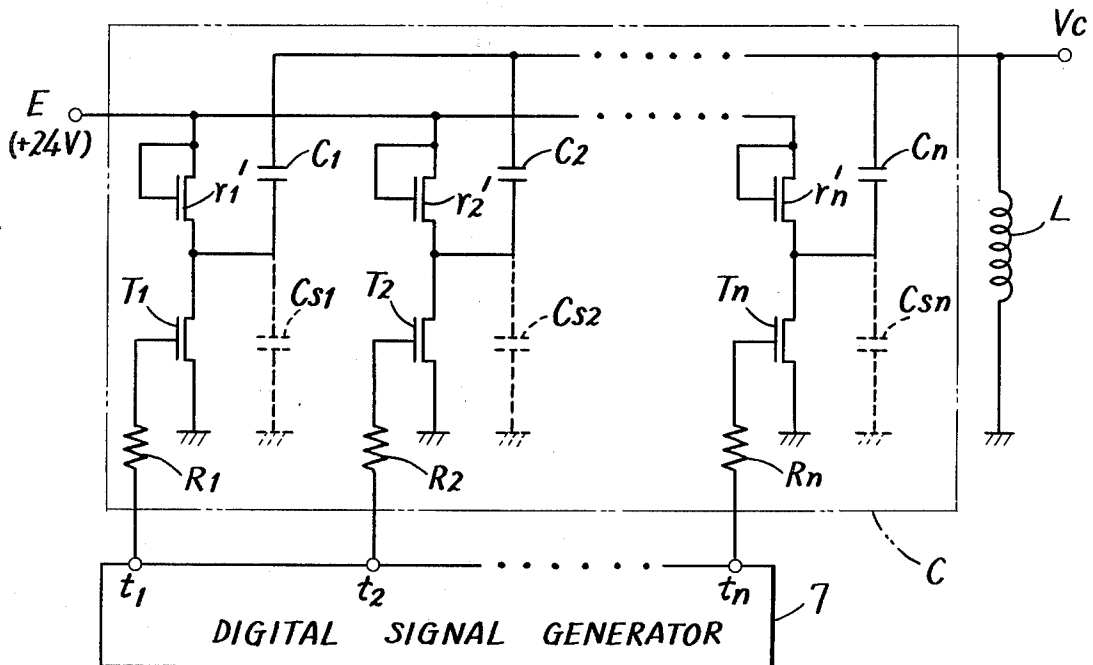 Vc
E
(+24V)
C1
C2
Cn
r1'
r2'
rn'
L
T1
Cs1
T2
Cs2
Tn
Csn
R1
R2
Rn
C
t1
t2
tn
7
DIGITAL SIGNAL GENERATOR